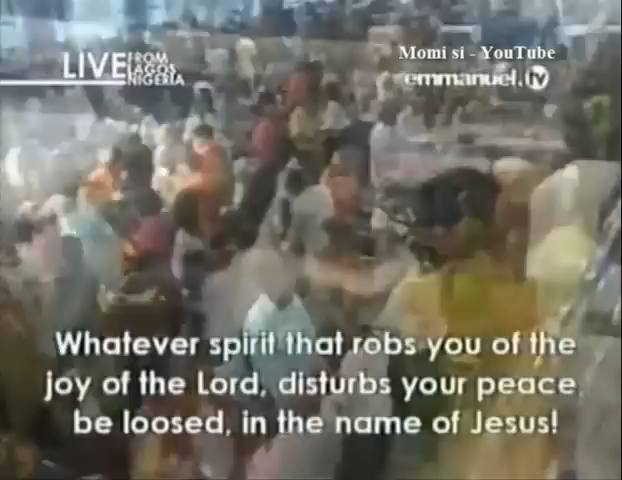 LIVE FROM LAGOS NIGERIA
Momi si - YouTube
emmanuel.tv
Whatever spirit that robs you of the
joy of the Lord, disturbs your peace,
be loosed, in the name of Jesus!